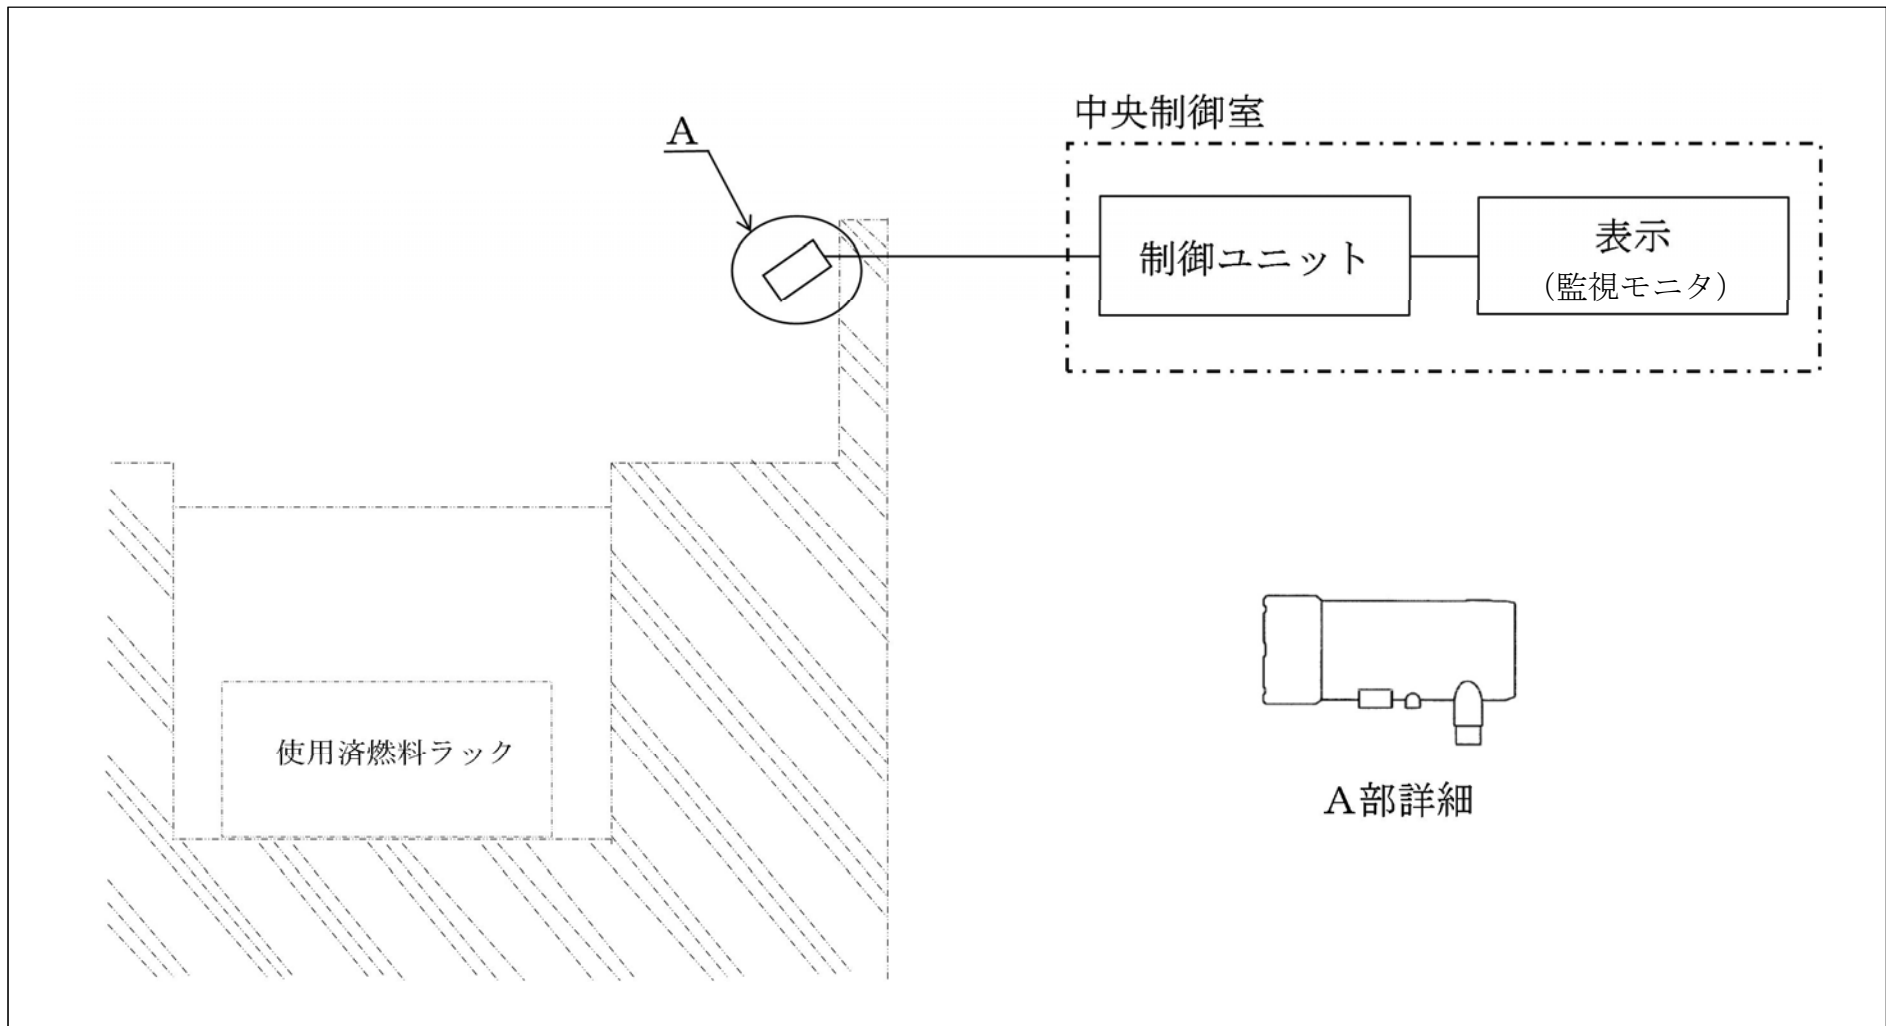 中央制御室
A
制御ユニット
表示
（監視モニタ）
使用済燃料ラック
A部詳細